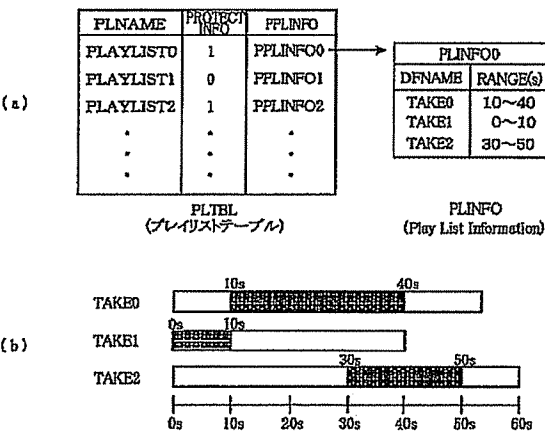 (a)
PLNAME PROTECT INFO PPLINFO
PLAYLIST0 1 PPLINFO0
PLAYLIST1 0 PPLINFO1
PLAYLIST2 1 PPLINFO2
PLTBL
(プレイリストテーブル)
PLINFO0
DFNAME RANGE(s)
TAKE0 10～40
TAKE1 0～10
TAKE2 30～50
PLINFO
(Play List Information)
(b)
10s 40s
TAKE0
0s 10s
TAKE1
30s 50s
TAKE2
0s 10s 20s 30s 40s 50s 60s